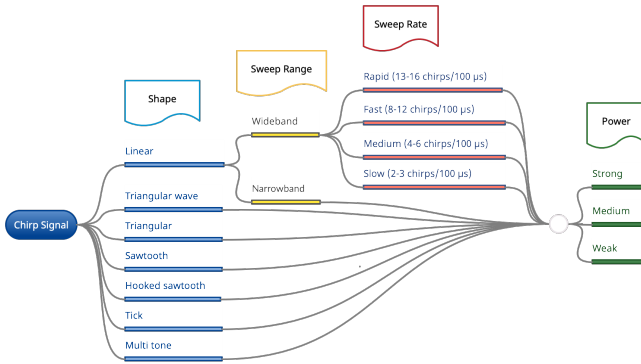 Sweep Rate
Sweep Range
Shape
Power
Chirp Signal
Linear
Triangular wave
Triangular
Sawtooth
Hooked sawtooth
Tick
Multi tone
Wideband
Narrowband
Rapid (13-16 chirps/100 µs)
Fast (8-12 chirps/100 µs)
Medium (4-6 chirps/100 µs)
Slow (2-3 chirps/100 µs)
Strong
Medium
Weak